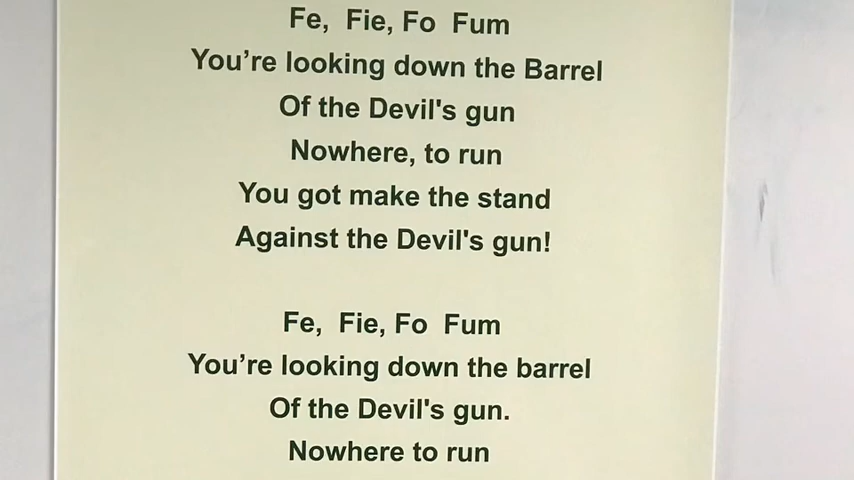 Fe,  Fie, Fo  Fum
You’re looking down the Barrel
Of the Devil's gun
Nowhere, to run
You got make the stand
Against the Devil's gun!
Fe,  Fie, Fo  Fum
You’re looking down the barrel
Of the Devil's gun.
Nowhere to run